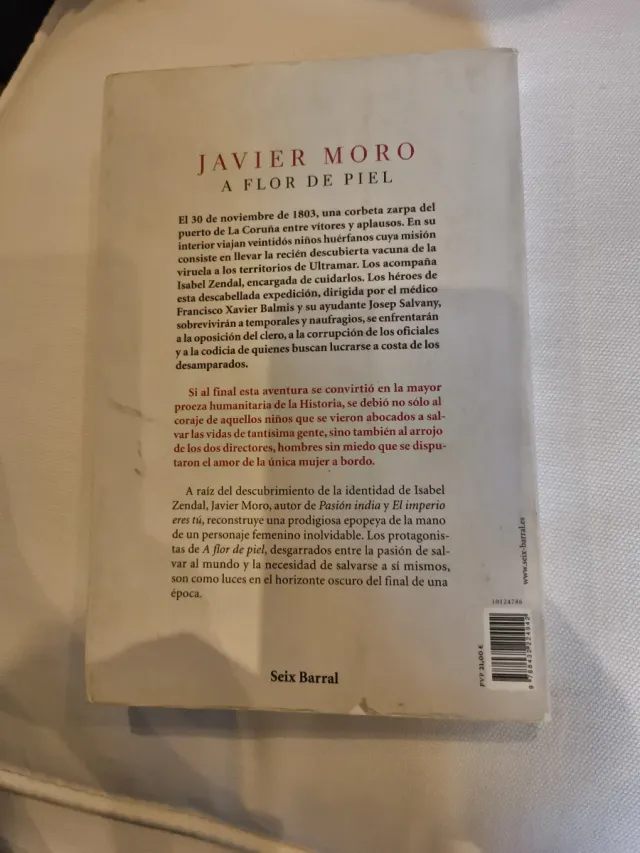 JAVIER MORO
A FLOR DE PIEL
El 30 de noviembre de 1803, una corbeta zarpa del
puerto de La Coruña entre vítores y aplausos. En su
interior viajan veintidós niños huérfanos cuya misión
consiste en llevar la recién descubierta vacuna de la
viruela a los territorios de Ultramar. Los acompaña
Isabel Zendal, encargada de cuidarlos. Los héroes de
esta descabellada expedición, dirigida por el médico
Francisco Xavier Balmis y su ayudante Josep Salvany,
sobrevivirán a temporales y naufragios, se enfrentarán
a la oposición del clero, a la corrupción de los oficiales
y a la codicia de quienes buscan lucrarse a costa de los
desamparados.
Si al final esta aventura se convirtió en la mayor
proeza humanitaria de la Historia, se debió no sólo al
coraje de aquellos niños que se vieron abocados a sal-
var las vidas de tantísima gente, sino también al arrojo
de los dos directores, hombres sin miedo que se dispu-
taron el amor de la única mujer a bordo.
A raíz del descubrimiento de la identidad de Isabel
Zendal, Javier Moro, autor de Pasión india y El imperio
eres tú, reconstruye una prodigiosa epopeya de la mano
de un personaje femenino inolvidable. Los protagonis-
tas de A flor de piel, desgarrados entre la pasión de sal-
var al mundo y la necesidad de salvarse a sí mismos,
son como luces en el horizonte oscuro del final de una
época.
Seix Barral
www.seix-barral.es
10124786
PVP 21,00 €
9 788432 224942